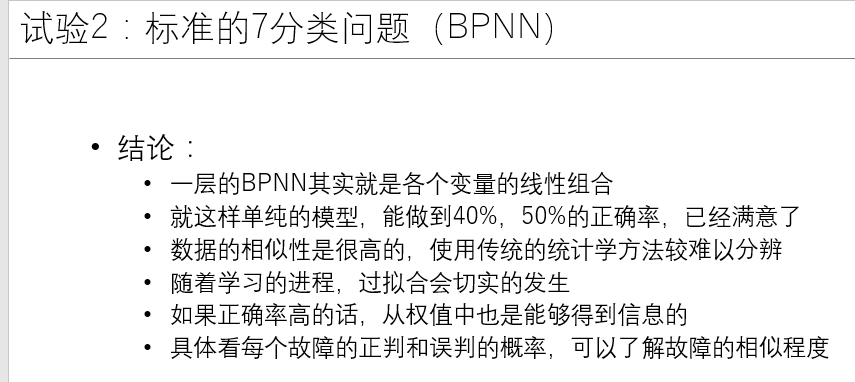 试验2：标准的7分类问题（BPNN）
• 结论：
• 一层的BPNN其实就是各个变量的线性组合
• 就这样单纯的模型，能做到40%，50%的正确率，已经满意了
• 数据的相似性是很高的，使用传统的统计学方法较难以分辨
• 随着学习的进程，过拟合会切实的发生
• 如果正确率高的话，从权值中也是能够得到信息的
• 具体看每个故障的正判和误判的概率，可以了解故障的相似程度